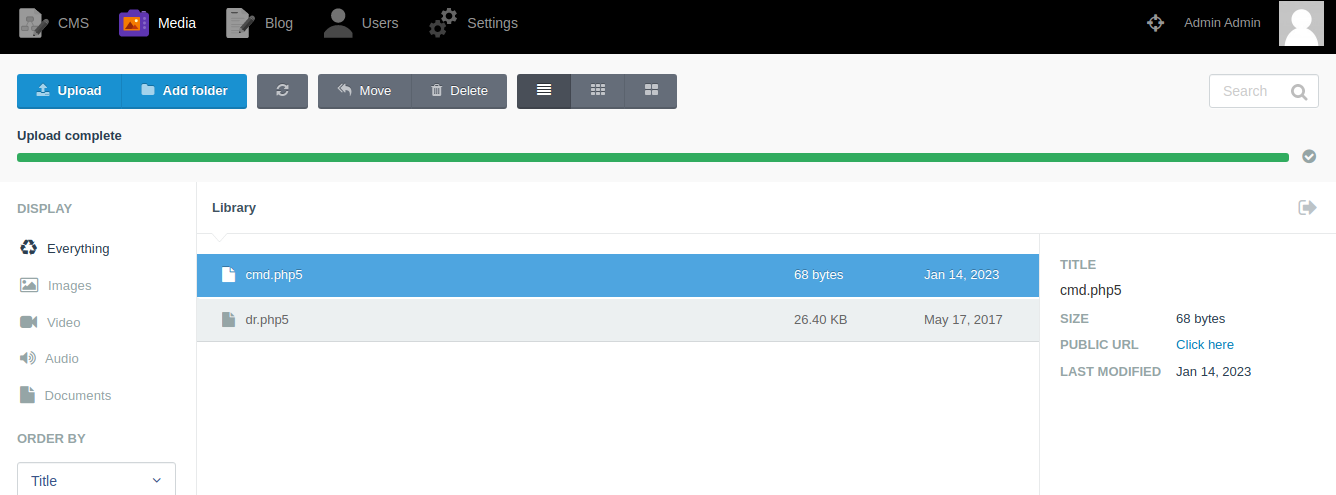 CMS Media Blog Users Settings Admin Admin
Upload Add folder Move Delete Search
Upload complete
DISPLAY
Everything
Images
Video
Audio
Documents
ORDER BY
Title
Library
cmd.php5 68 bytes Jan 14, 2023
dr.php5 26.40 KB May 17, 2017
TITLE
cmd.php5
SIZE 68 bytes
PUBLIC URL Click here
LAST MODIFIED Jan 14, 2023